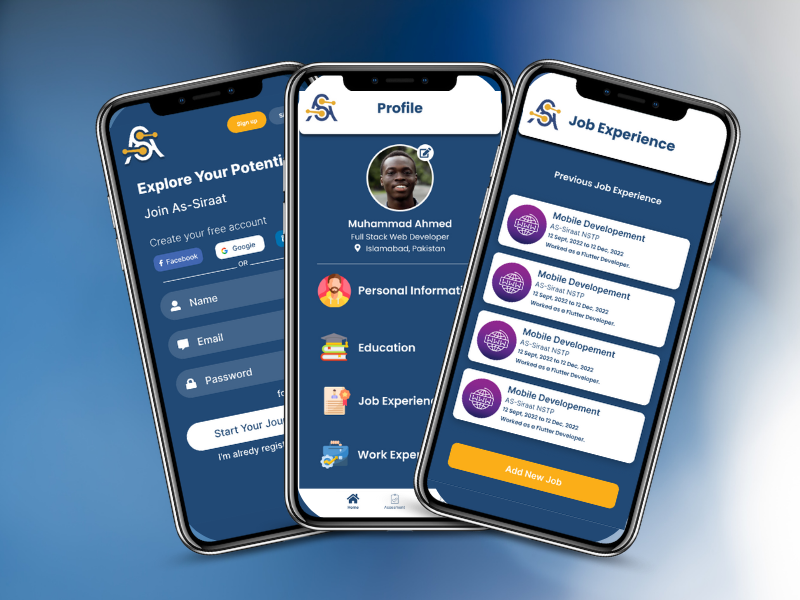 Sign up
Explore Your Potenti
Join As-Siraat
Create your free account
Facebook
Google
OR
Name
Email
Password
Start Your Jou
I'm alredy regis
Profile
Muhammad Ahmed
Full Stack Web Developer
Islamabad, Pakistan
Personal Informati
Education
Job Experienc
Work Exper
Home
Assessment
Job Experience
Previous Job Experience
Mobile Developement
AS-Siraat NSTP
12 Sept, 2022 to 12 Dec, 2022
Worked as a Flutter Developer.
Mobile Developement
AS-Siraat NSTP
12 Sept, 2022 to 12 Dec, 2022
Worked as a Flutter Developer.
Mobile Developement
AS-Siraat NSTP
12 Sept, 2022 to 12 Dec, 2022
Worked as a Flutter Developer.
Mobile Developement
AS-Siraat NSTP
12 Sept, 2022 to 12 Dec, 2022
Worked as a Flutter Developer.
Add New Job